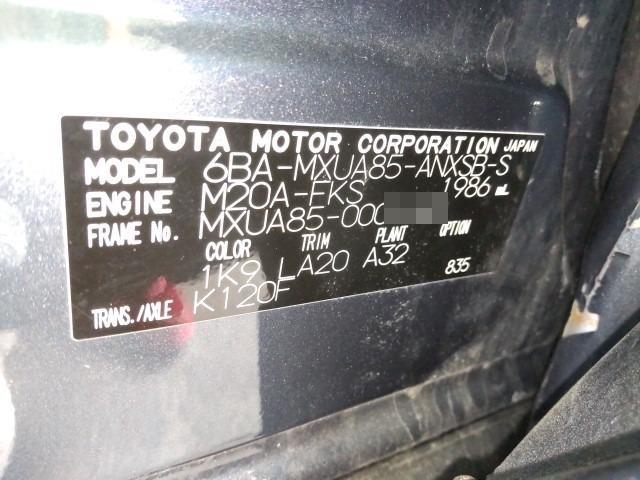 TOYOTA MOTOR CORPORATION JAPAN
MODEL 6BA-MXUA85-ANXSB-S
ENGINE M20A-FKS 1986 mL
FRAME No. MXUA85-000
COLOR TRIM PLANT OPTION
1K9 LA20 A32 835
TRANS./AXLE K120F